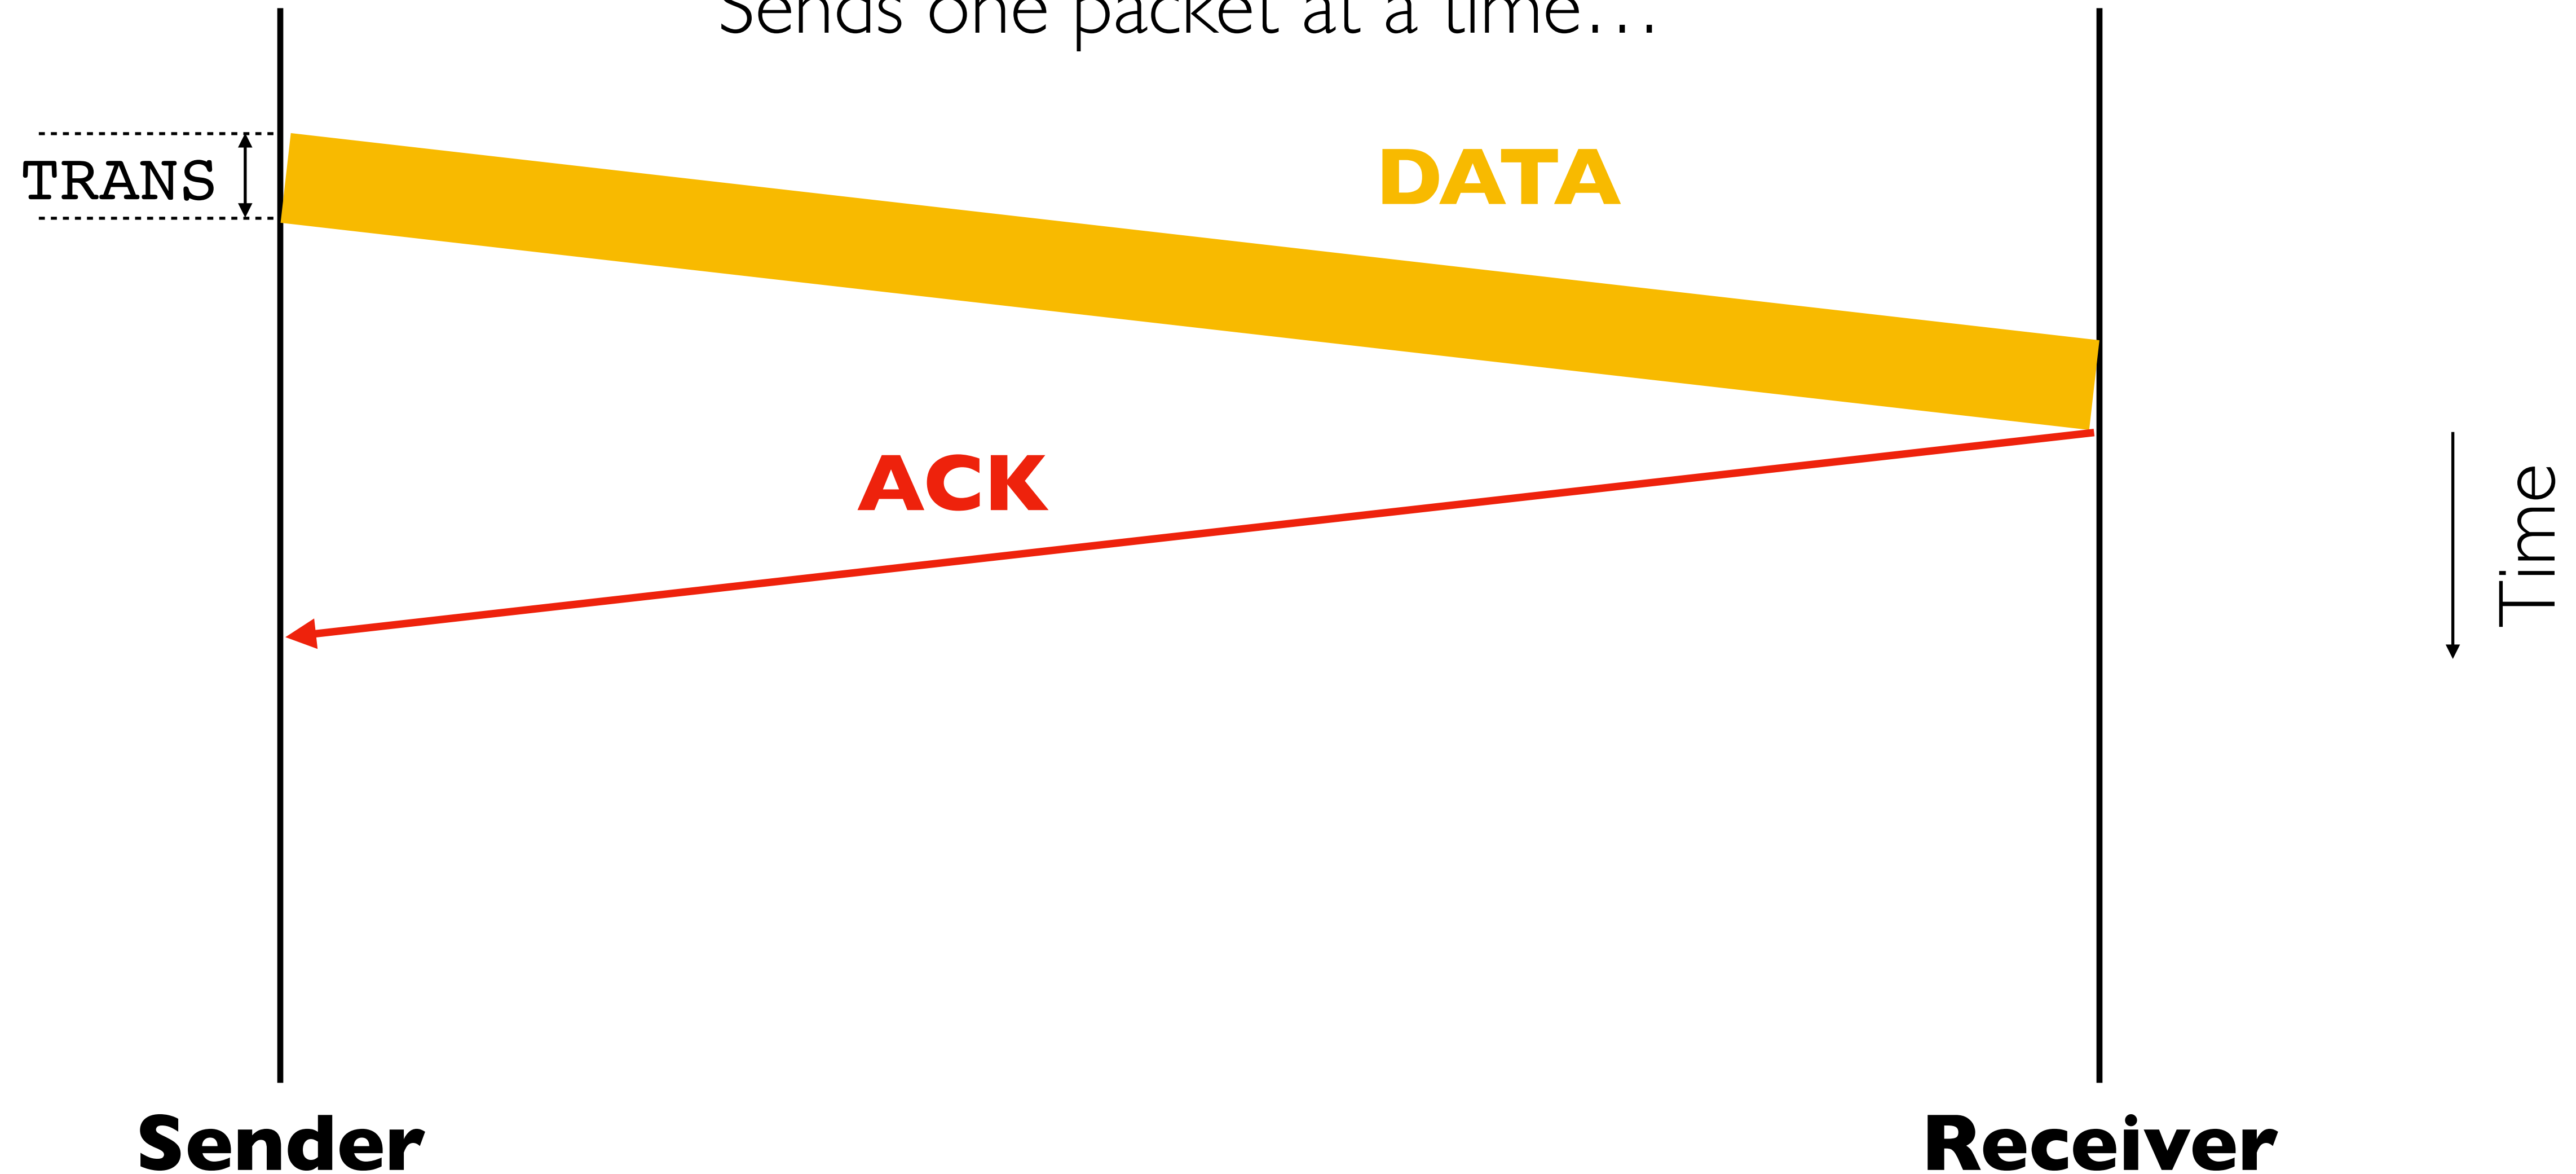 Sends one packet at a time…
TRANS
DATA
ACK
Time
Sender
Receiver